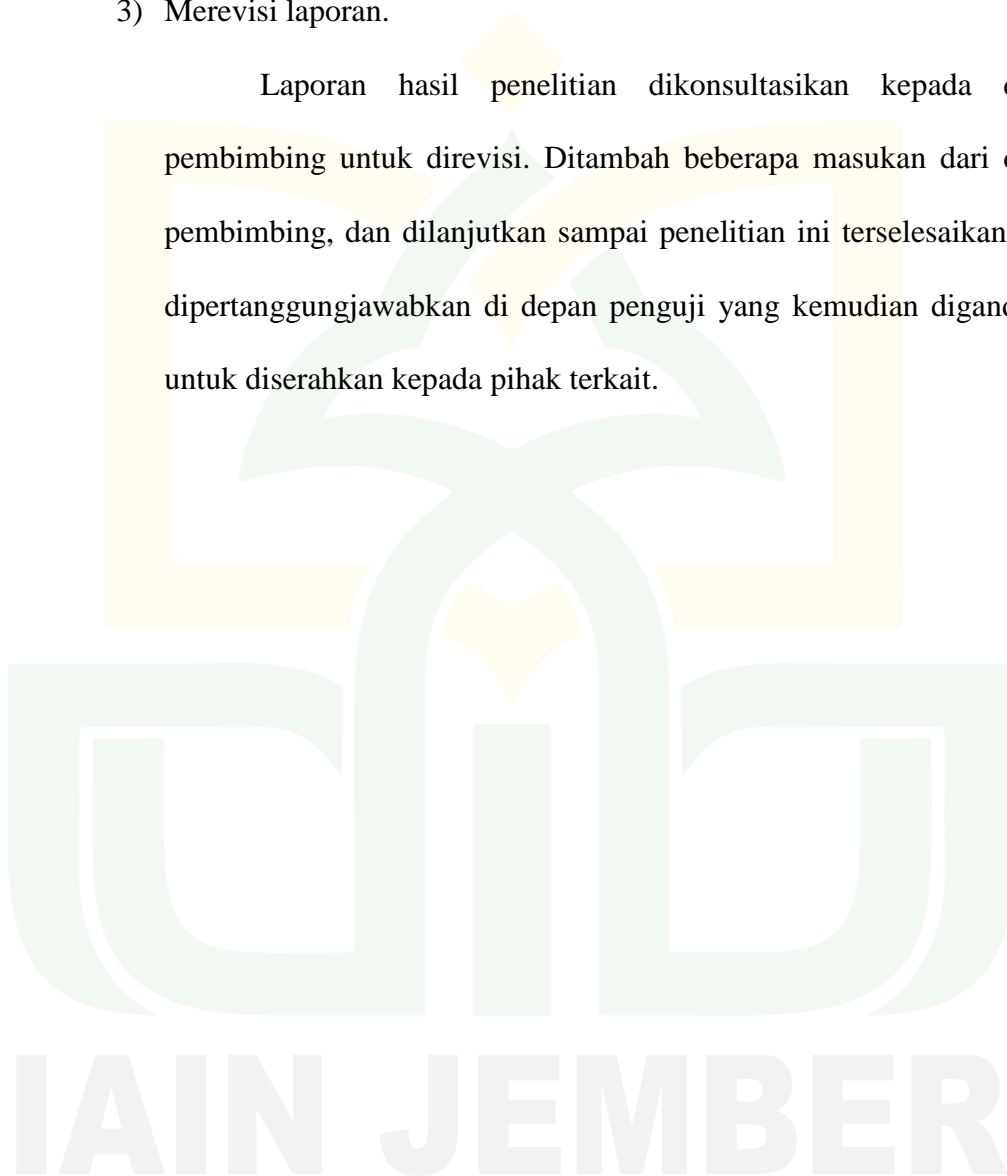 3) Merevisi laporan.
Laporan hasil penelitian dikonsultasikan kepada
pembimbing untuk direvisi. Ditambah beberapa masukan dari
pembimbing, dan dilanjutkan sampai penelitian ini terselesaikan
dipertanggungjawabkan di depan penguji yang kemudian
untuk diserahkan kepada pihak terkait.
IAIN JEMBER